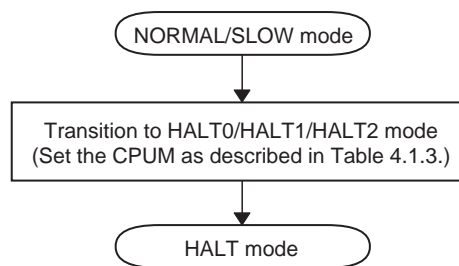 NORMAL/SLOW mode
Transition to HALT0/HALT1/HALT2 mode
(Set the CPUM as described in Table 4.1.3.)
HALT mode